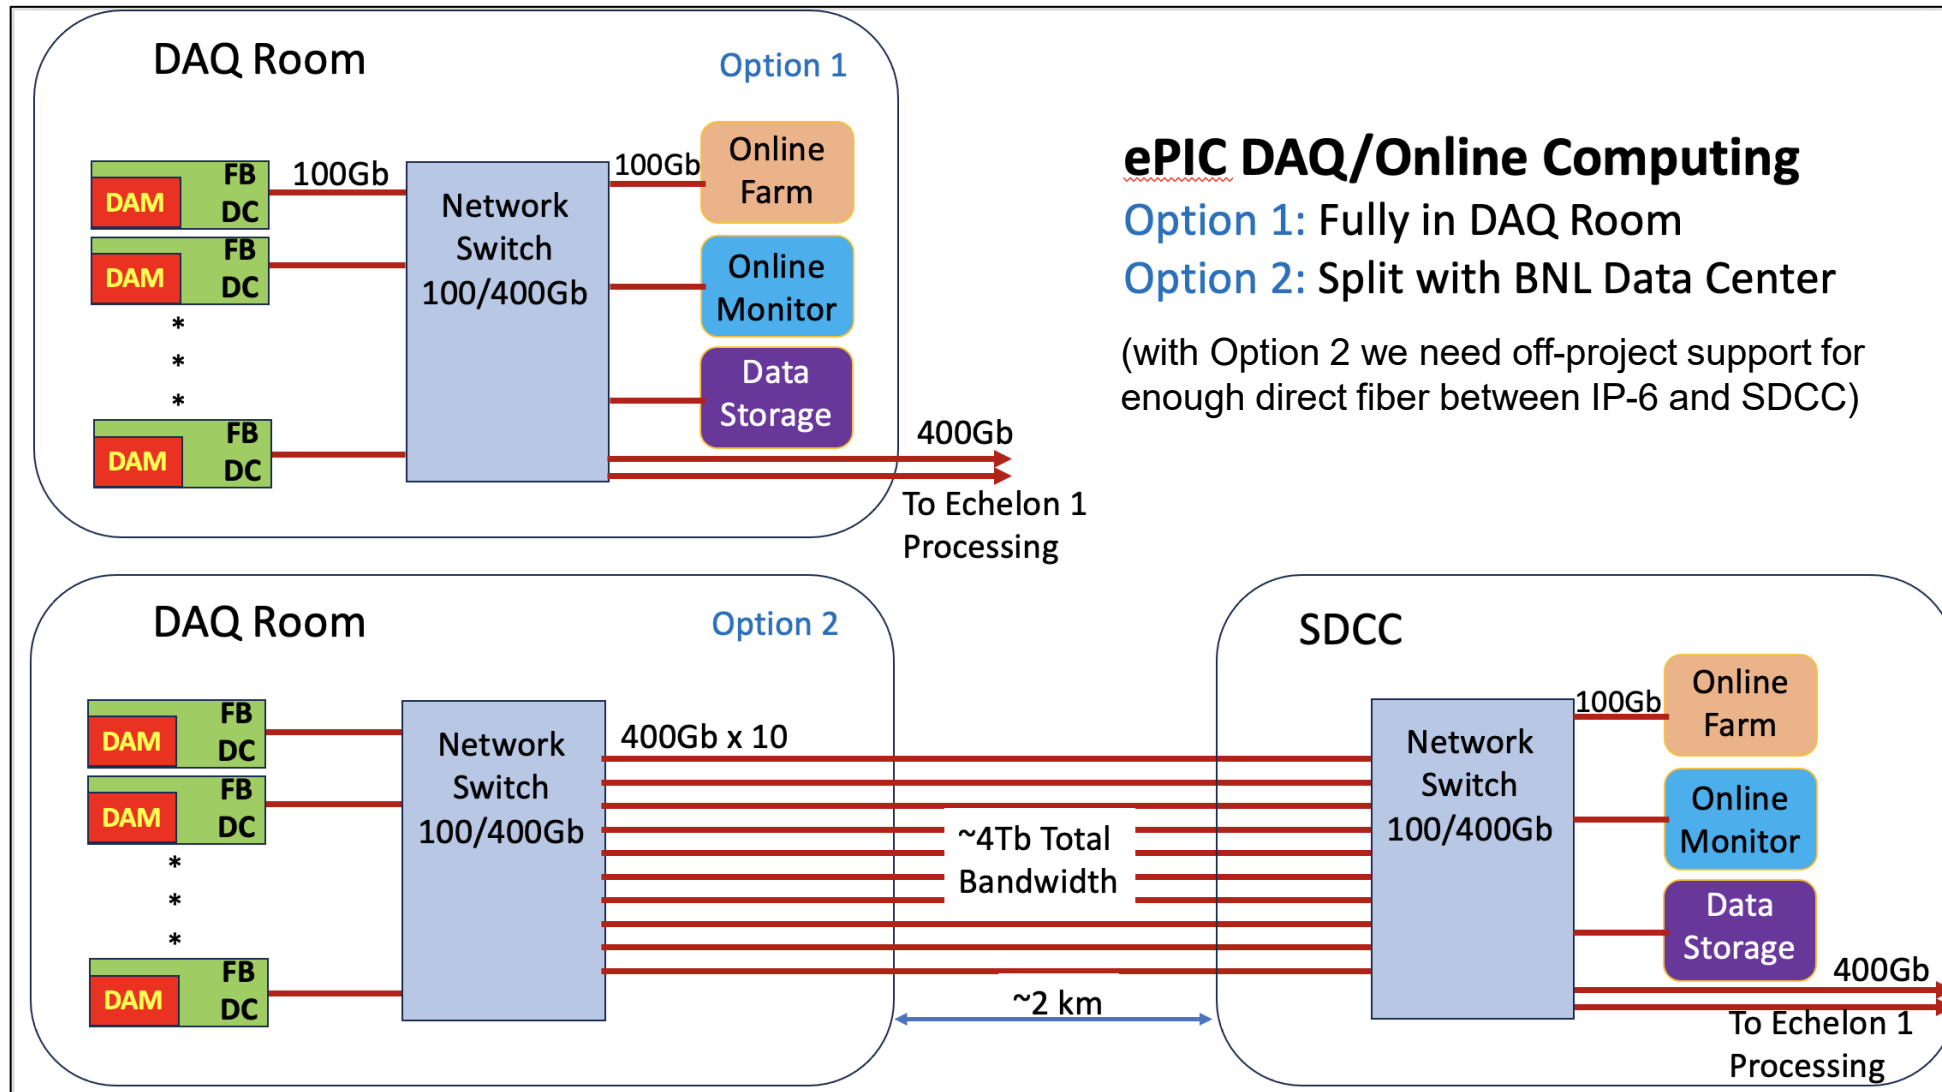 DAQ Room
Option 1
FB
DAM
DC
100Gb
FB
DAM
DC
*
*
*
FB
DAM
DC
Network
Switch
100/400Gb
100Gb
Online
Farm
Online
Monitor
Data
Storage
400Gb
To Echelon 1
Processing
ePIC DAQ/Online Computing
Option 1: Fully in DAQ Room
Option 2: Split with BNL Data Center
(with Option 2 we need off-project support for
enough direct fiber between IP-6 and SDCC)
DAQ Room
Option 2
FB
DAM
DC
FB
DAM
DC
*
*
*
FB
DAM
DC
Network
Switch
100/400Gb
400Gb x 10
~4Tb Total
Bandwidth
~2 km
SDCC
Network
Switch
100/400Gb
100Gb
Online
Farm
Online
Monitor
Data
Storage
400Gb
To Echelon 1
Processing